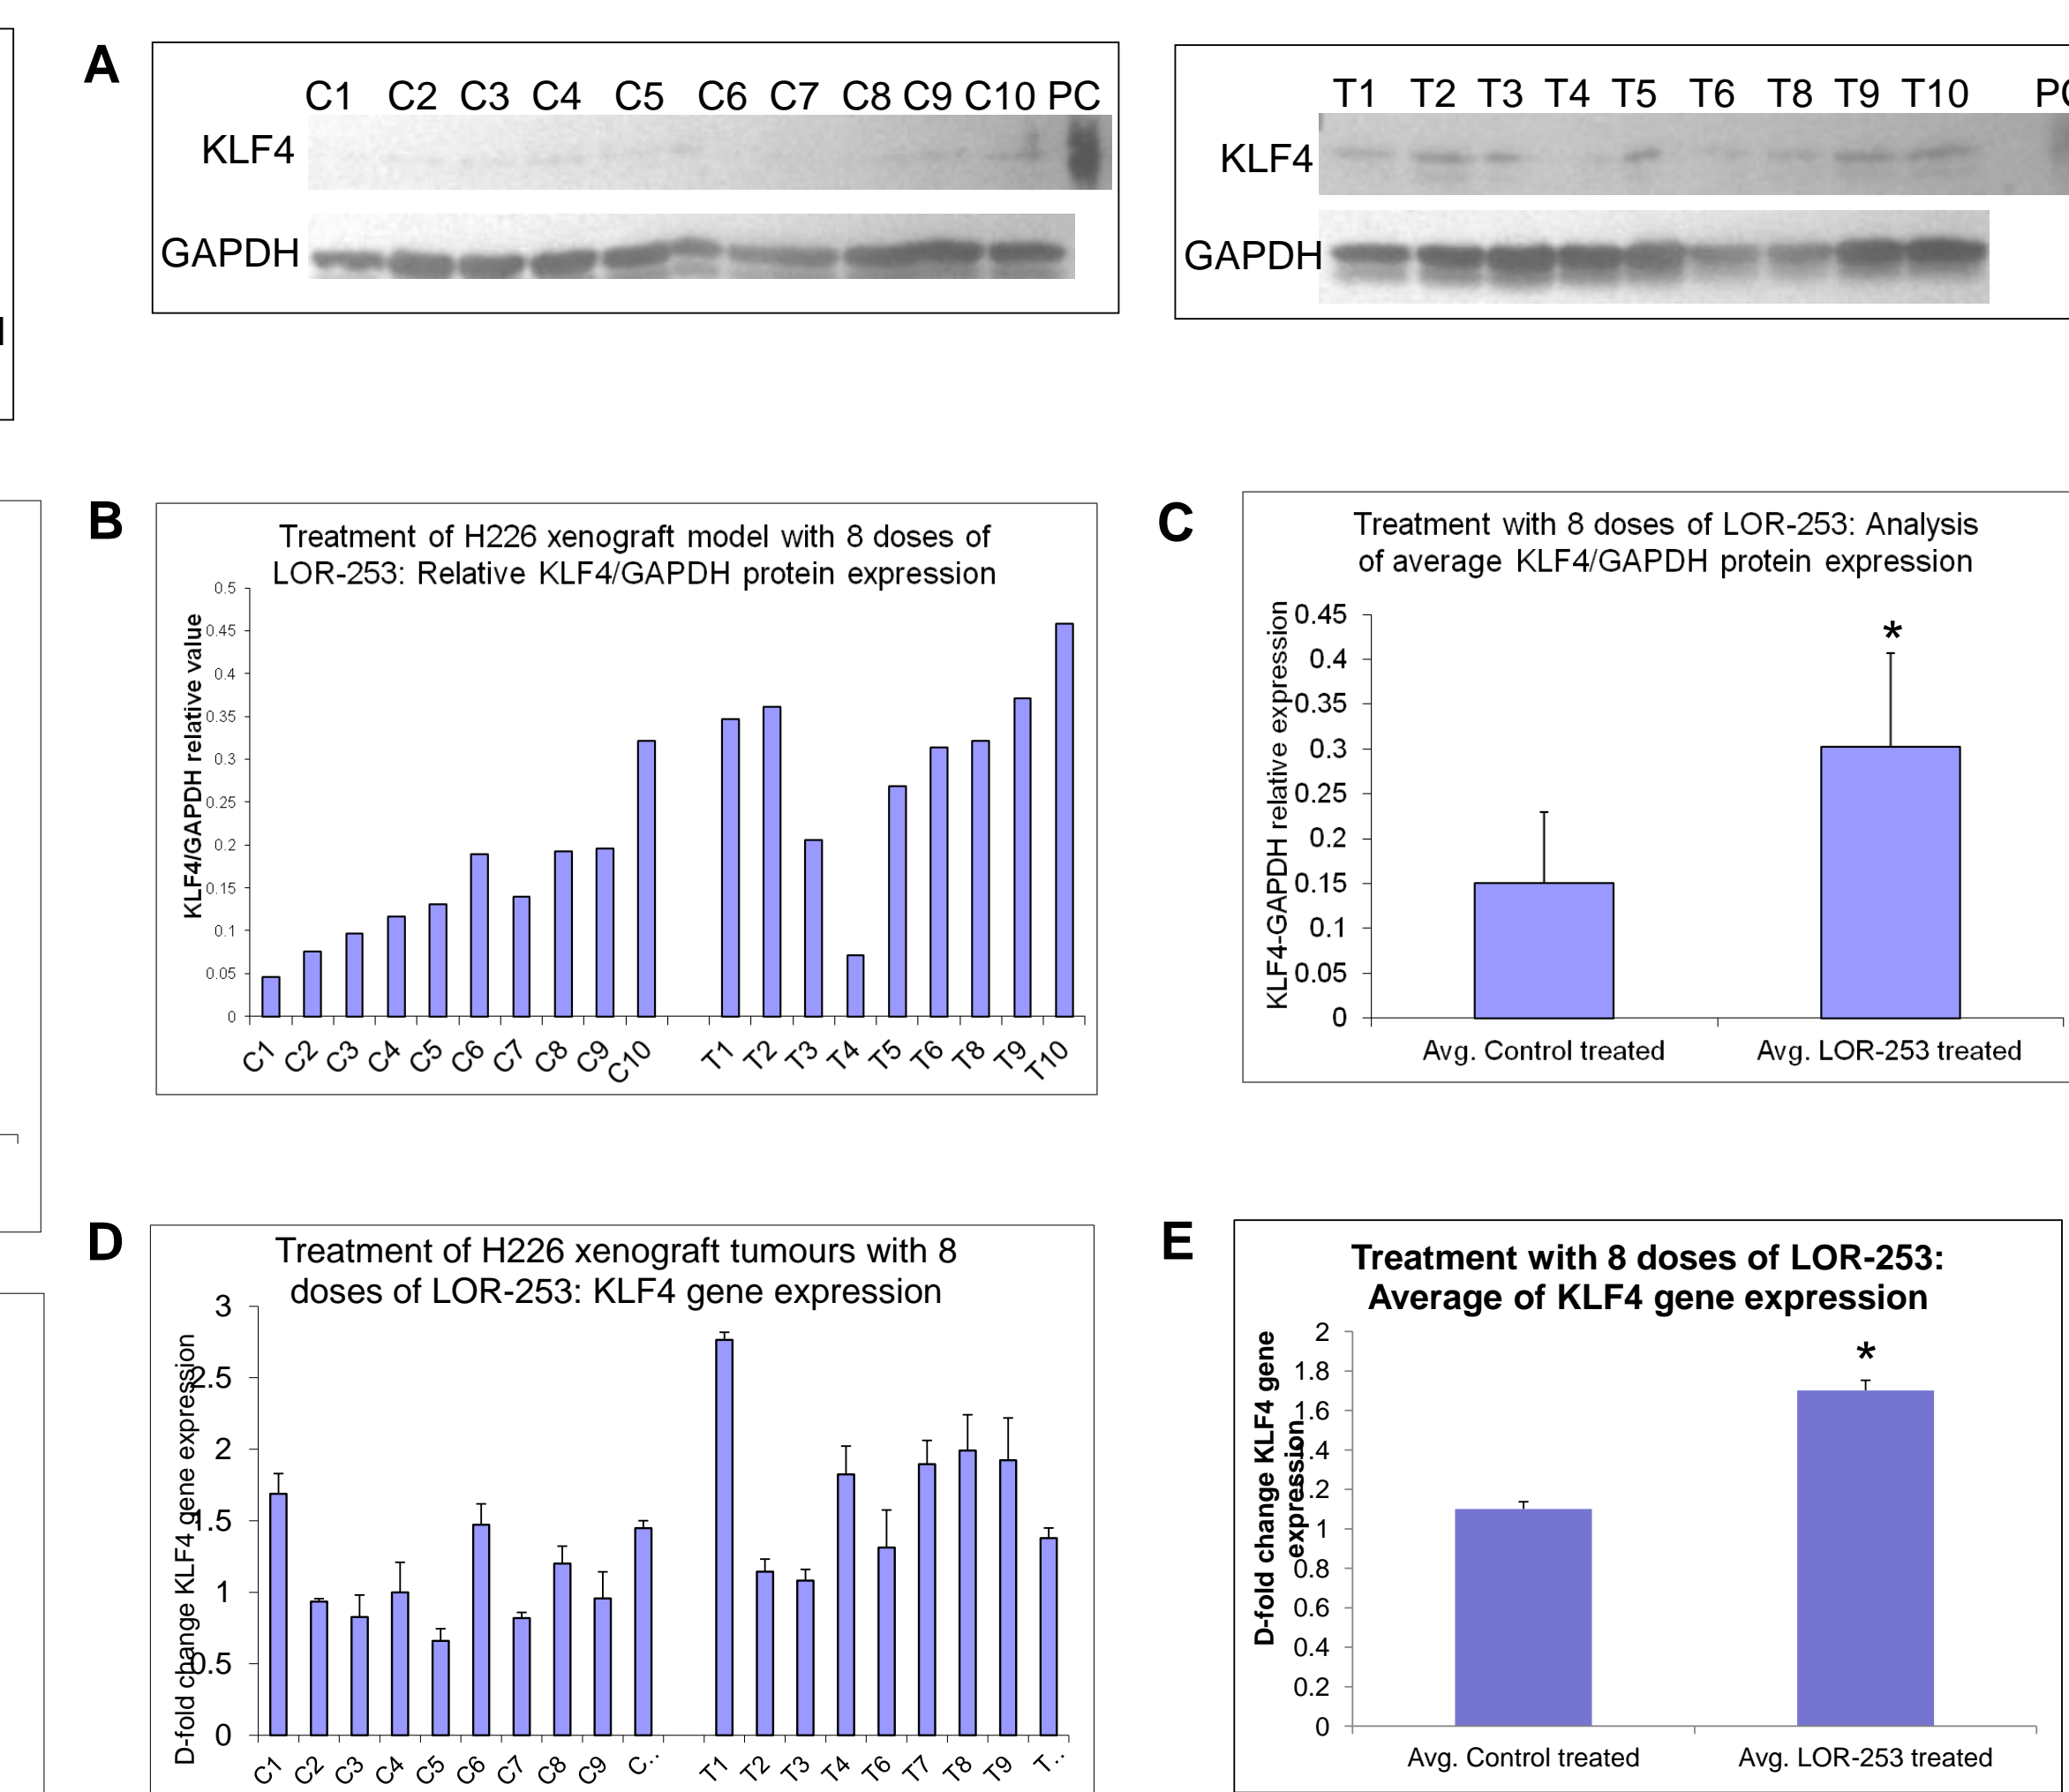 A
C1 C2 C3 C4 C5 C6 C7 C8 C9 C10 PC
KLF4
GAPDH
T1 T2 T3 T4 T5 T6 T8 T9 T10
KLF4
GAPDH
B
Treatment of H226 xenograft model with 8 doses of
LOR-253: Relative KLF4/GAPDH protein expression
KLF4/GAPDH relative value
0.5
0.45
0.4
0.35
0.3
0.25
0.2
0.15
0.1
0.05
0
C1 C2 C3 C4 C5 C6 C7 C8 C9 C10 T1 T2 T3 T4 T5 T6 T8 T9 T10
C
Treatment with 8 doses of LOR-253: Analysis
of average KLF4/GAPDH protein expression
KLF4-GAPDH relative expression
0.45
0.4
0.35
0.3
0.25
0.2
0.15
0.1
0.05
0
*
Avg. Control treated Avg. LOR-253 treated
D
Treatment of H226 xenograft tumours with 8
doses of LOR-253: KLF4 gene expression
D-fold change KLF4 gene expression
3
2.5
2
1.5
1
0.5
0
C1 C2 C3 C4 C5 C6 C7 C8 C9 C.. T1 T2 T3 T4 T6 T7 T8 T9 T..
E
Treatment with 8 doses of LOR-253:
Average of KLF4 gene expression
D-fold change KLF4 gene
expression
2
1.8
1.6
1.4
1.2
1
0.8
0.6
0.4
0.2
0
*
Avg. Control treated Avg. LOR-253 treated